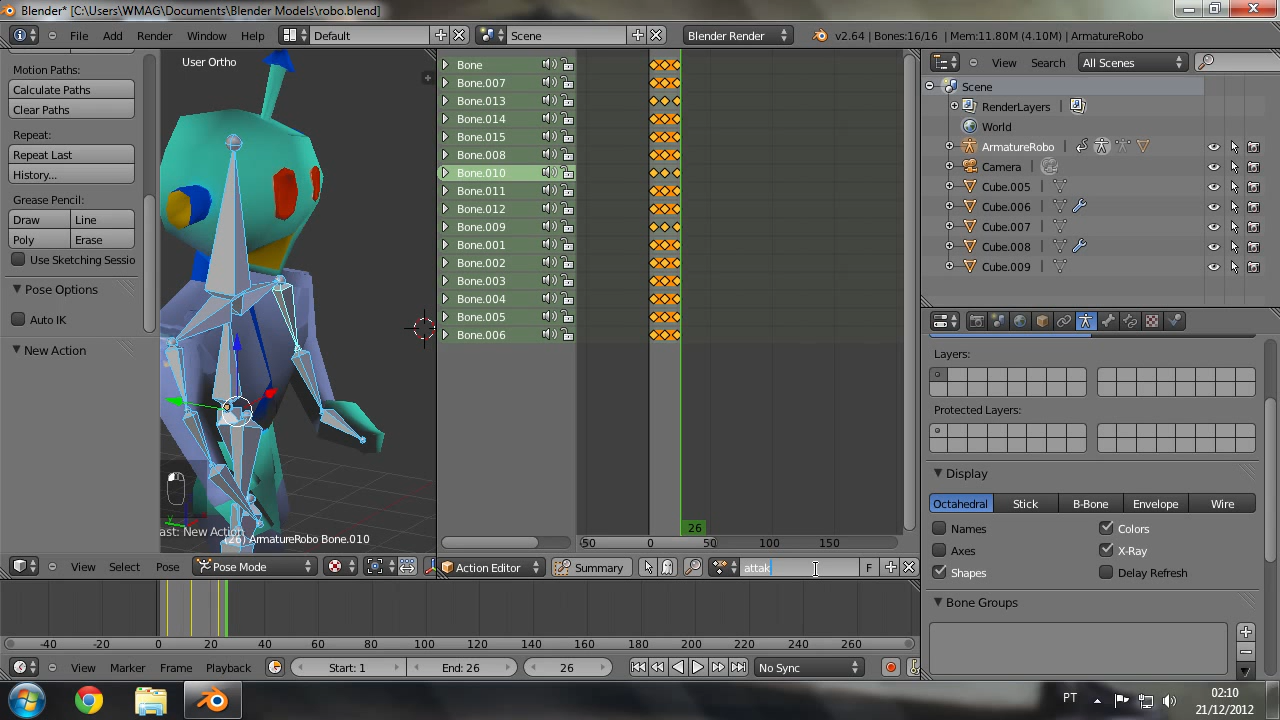 Blender* [C:\Users\WMAG\Documents\Blender Models\robo.blend]
File Add Render Window Help Default Scene Blender Render v2.64 | Bones:16/16 | Mem:11.80M (4.10M) | ArmatureRobo
Motion Paths:
Calculate Paths
Clear Paths
Repeat:
Repeat Last
History...
Grease Pencil:
Draw Line
Poly Erase
Use Sketching Sessio
Pose Options
Auto IK
New Action
User Ortho
ast: New Action
(26) ArmatureRobo Bone.010
View Select Pose Pose Mode
Bone
Bone.007
Bone.013
Bone.014
Bone.015
Bone.008
Bone.010
Bone.011
Bone.012
Bone.009
Bone.001
Bone.002
Bone.003
Bone.004
Bone.005
Bone.006
26
-50 0 50 100 150
Action Editor Summary attak F
View Search All Scenes
Scene
RenderLayers
World
ArmatureRobo
Camera
Cube.005
Cube.006
Cube.007
Cube.008
Cube.009
Layers:
Protected Layers:
Display
Octahedral Stick B-Bone Envelope Wire
Names Colors
Axes X-Ray
Shapes Delay Refresh
Bone Groups
-40 -20 0 20 40 60 80 100 120 140 160 180 200 220 240 260
View Marker Frame Playback Start: 1 End: 26 26 No Sync
PT 02:10
21/12/2012